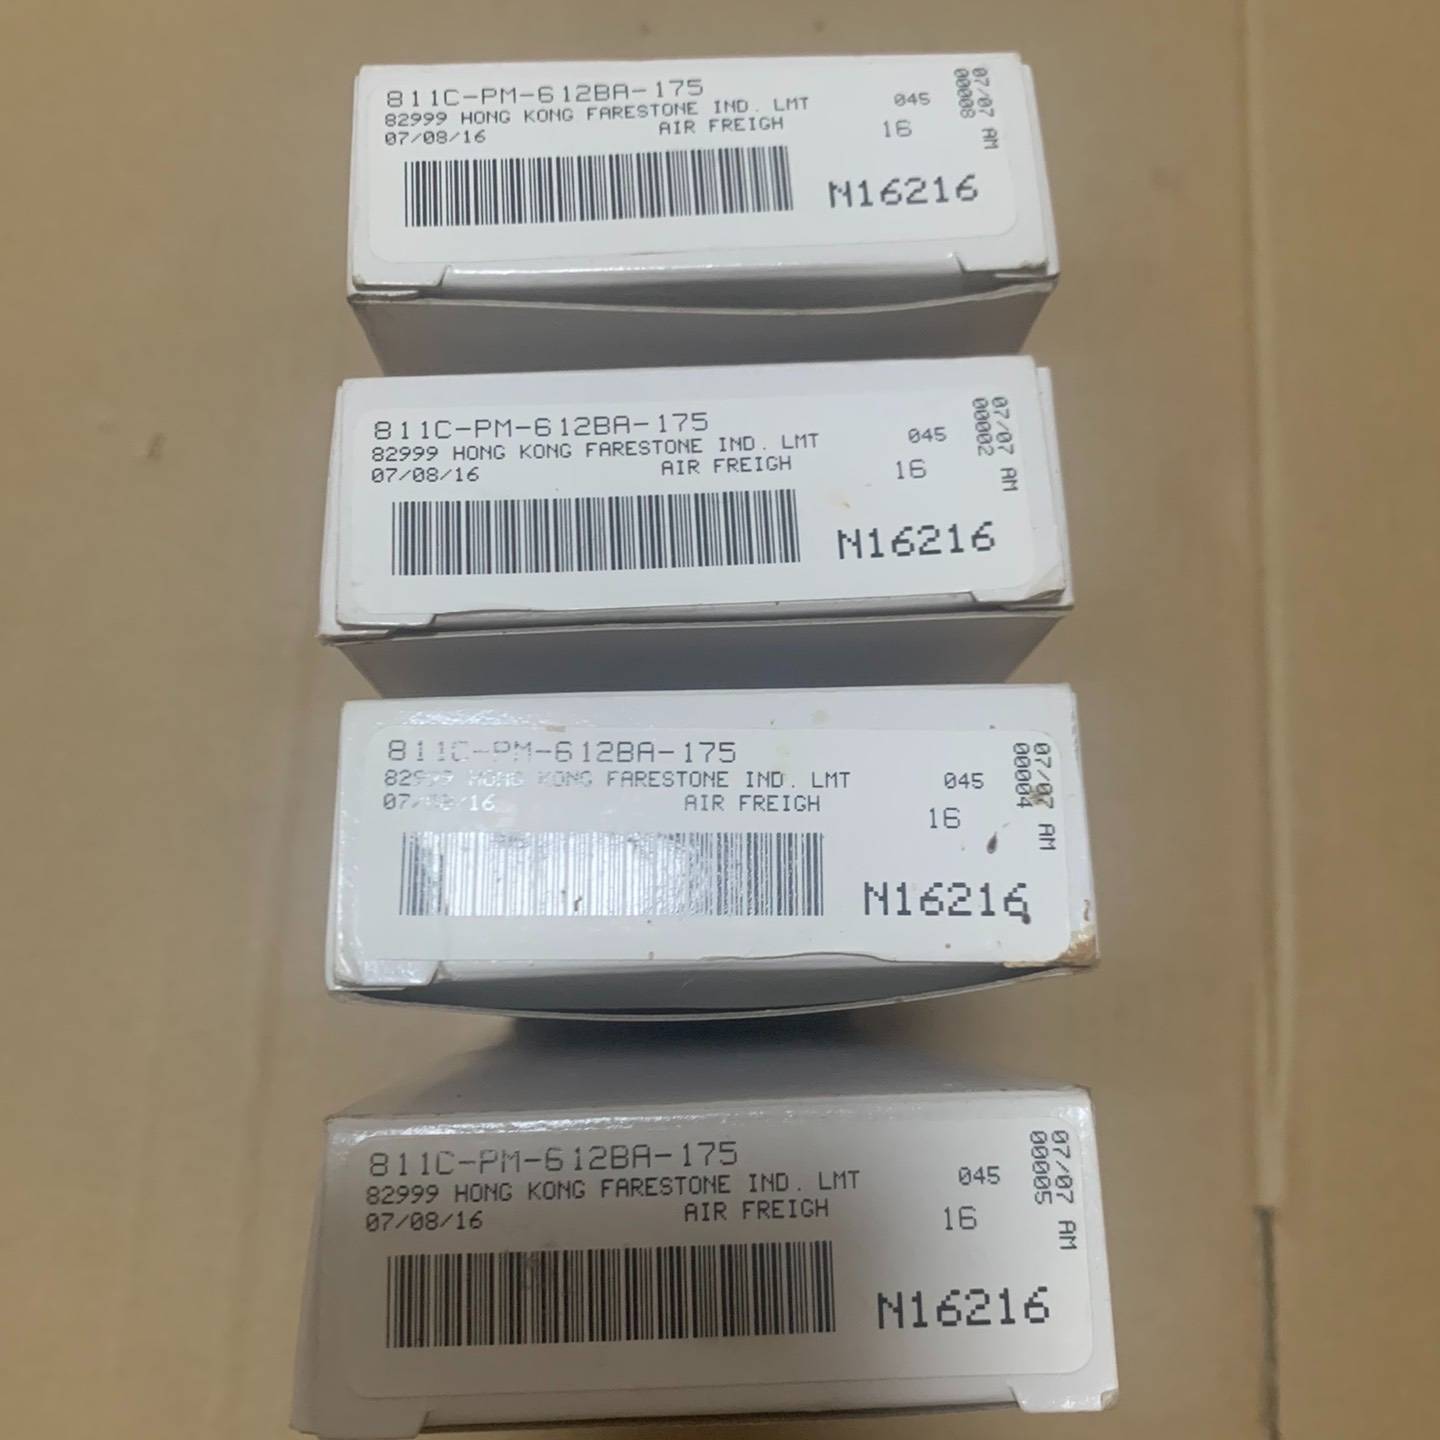 811C-PM-612BA-175
82999 HONG KONG FARESTONE IND. LMT 045
07/08/16 AIR FREIGH 16
N16216
07/07 AM
00008
811C-PM-612BA-175
82999 HONG KONG FARESTONE IND. LMT 045
07/08/16 AIR FREIGH 16
N16216
07/07 AM
00002
811C-PM-612BA-175
82999 HONG KONG FARESTONE IND. LMT 045
07/08/16 AIR FREIGH 16
N16216
07/07 AM
00004
811C-PM-612BA-175
82999 HONG KONG FARESTONE IND. LMT 045
07/08/16 AIR FREIGH 16
N16216
07/07 AM
00005